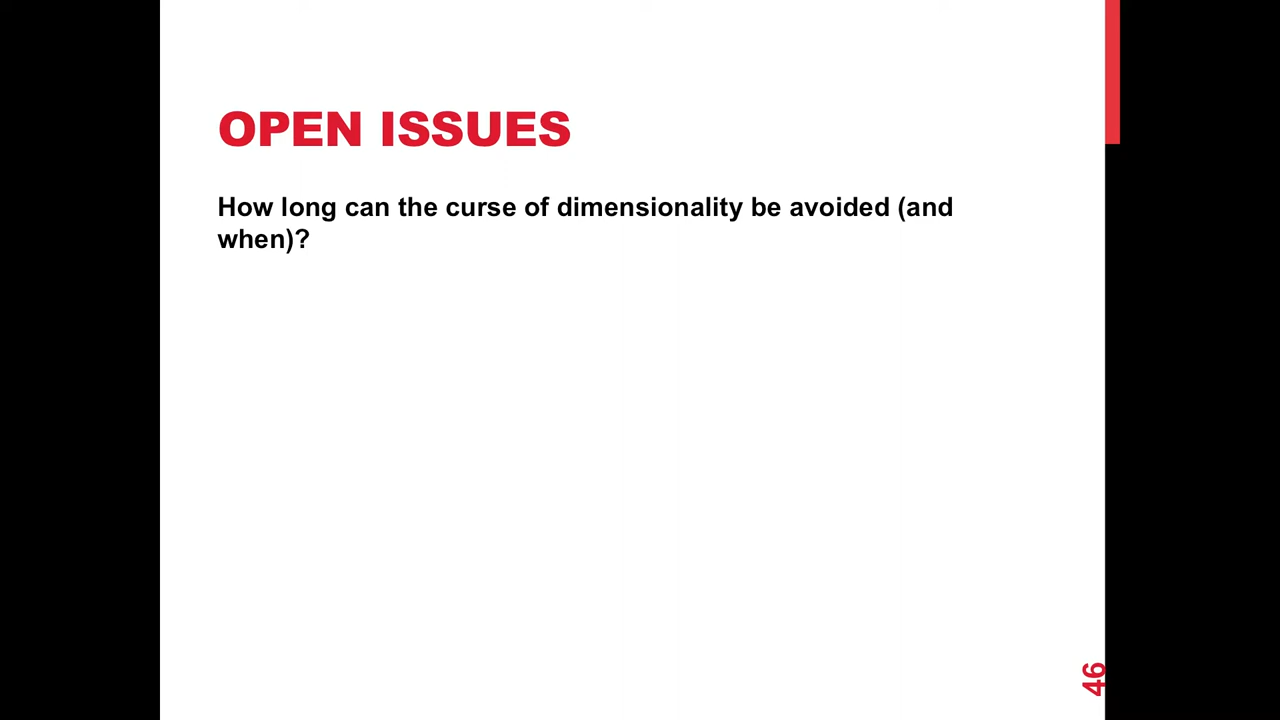 OPEN ISSUES
How long can the curse of dimensionality be avoided (and
when)?
46